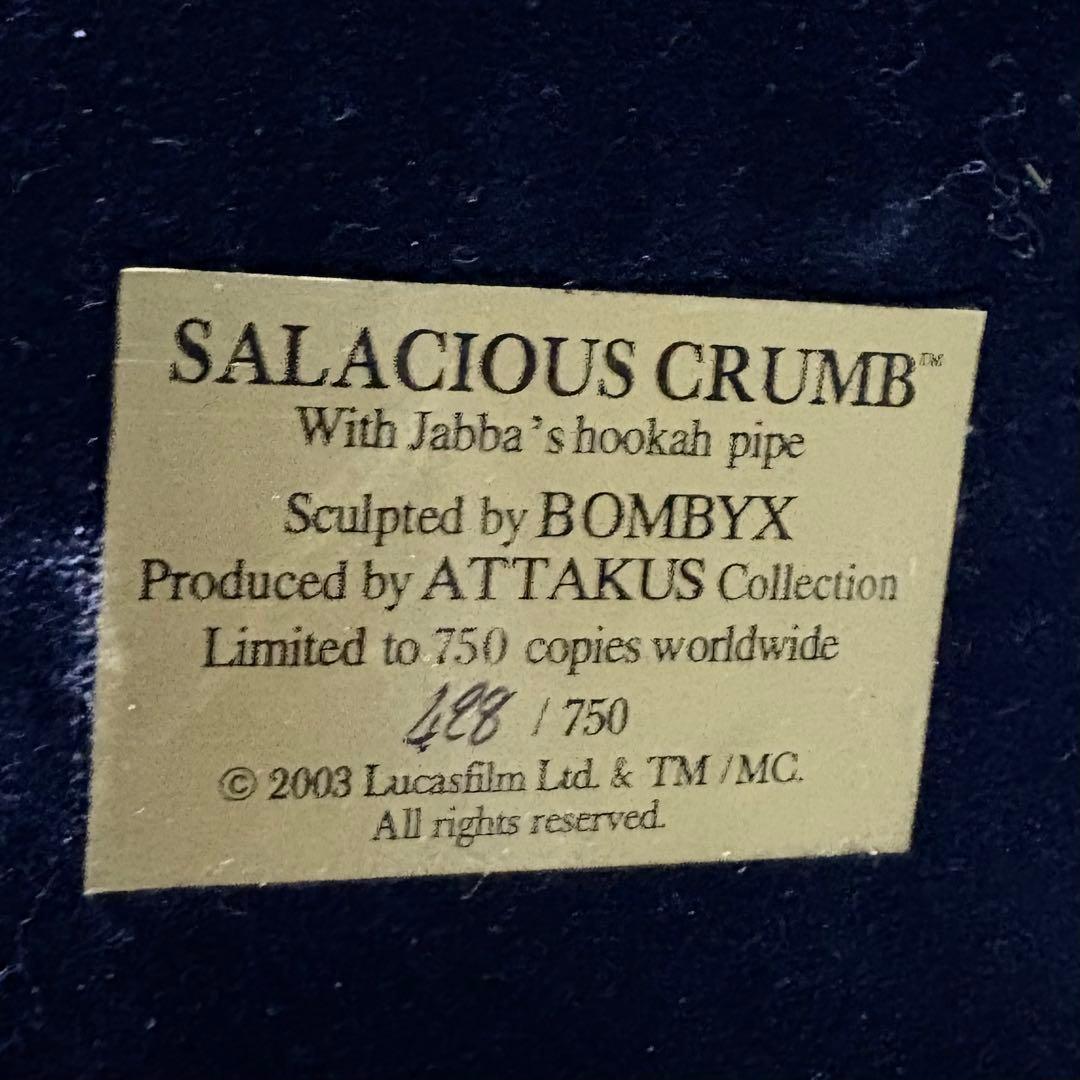 SALACIOUS CRUMB™
With Jabba's hookah pipe
Sculpted by BOMBYX
Produced by ATTAKUS Collection
Limited to 750 copies worldwide
488 / 750
© 2003 Lucasfilm Ltd. & TM / MC.
All rights reserved.